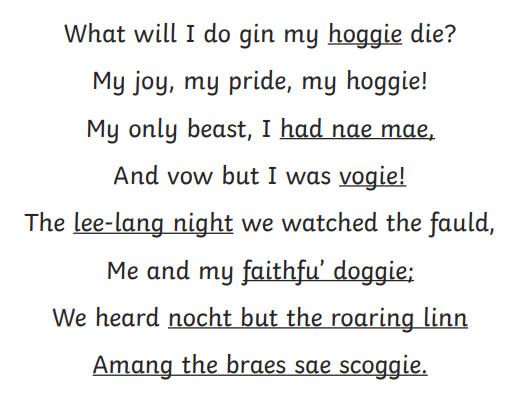 What will I do gin my hoggie die?
My joy, my pride, my hoggie!
My only beast, I had nae mae,
And vow but I was vogie!
The lee-lang night we watched the fauld,
Me and my faithfu’ doggie;
We heard nocht but the roaring linn
Amang the braes sae scoggie.